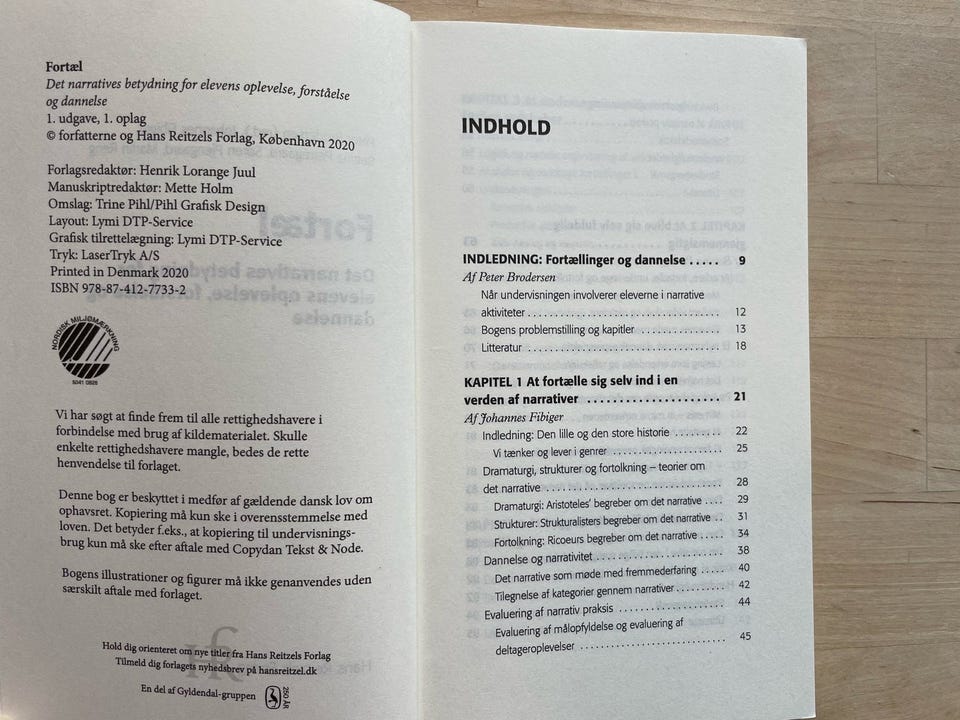 Fortæl
Det narratives betydning for elevens oplevelse, forståelse
og dannelse
1. udgave, 1. oplag
© forfatterne og Hans Reitzels Forlag, København 2020
Forlagsredaktør: Henrik Lorange Juul
Manuskriptredaktør: Mette Holm
Omslag: Trine Pihl/Pihl Grafisk Design
Layout: Lymi DTP-Service
Grafisk tilrettelægning: Lymi DTP-Service
Tryk: LaserTryk A/S
Printed in Denmark 2020
ISBN 978-87-412-7733-2
NORDISK MILJØMÆRKNING
5041 0826
Vi har søgt at finde frem til alle rettighedshavere i
forbindelse med brug af kildematerialet. Skulle
enkelte rettighedshavere mangle, bedes de rette
henvendelse til forlaget.
Denne bog er beskyttet i medfør af gældende dansk lov om
ophavsret. Kopiering må kun ske i overensstemmelse med
loven. Det betyder f.eks., at kopiering til undervisnings-
brug kun må ske efter aftale med Copydan Tekst & Node.
Bogens illustrationer og figurer må ikke genanvendes uden
særskilt aftale med forlaget.
Hold dig orienteret om nye titler fra Hans Reitzels Forlag
Tilmeld dig forlagets nyhedsbrev på hansreitzel.dk
En del af Gyldendal-gruppen
250 ÅR
INDHOLD
INDLEDNING: Fortællinger og dannelse ..... 9
Af Peter Brodersen
Når undervisningen involverer eleverne i narrative
aktiviteter ..... 12
Bogens problemstilling og kapitler ..... 13
Litteratur ..... 18
KAPITEL 1 At fortælle sig selv ind i en
verden af narrativer ..... 21
Af Johannes Fibiger
Indledning: Den lille og den store historie ..... 22
Vi tænker og lever i genrer ..... 25
Dramaturgi, strukturer og fortolkning – teorier om
det narrative ..... 28
Dramaturgi: Aristoteles' begreber om det narrative .... 29
Strukturer: Strukturalisters begreber om det narrative .. 31
Fortolkning: Ricoeurs begreber om det narrative ..... 34
Dannelse og narrativitet ..... 38
Det narrative som møde med fremmederfaring ..... 40
Tilegnelse af kategorier gennem narrativer ..... 42
Evaluering af narrativ praksis ..... 44
Evaluering af målopfyldelse og evaluering af
deltageroplevelser ..... 45